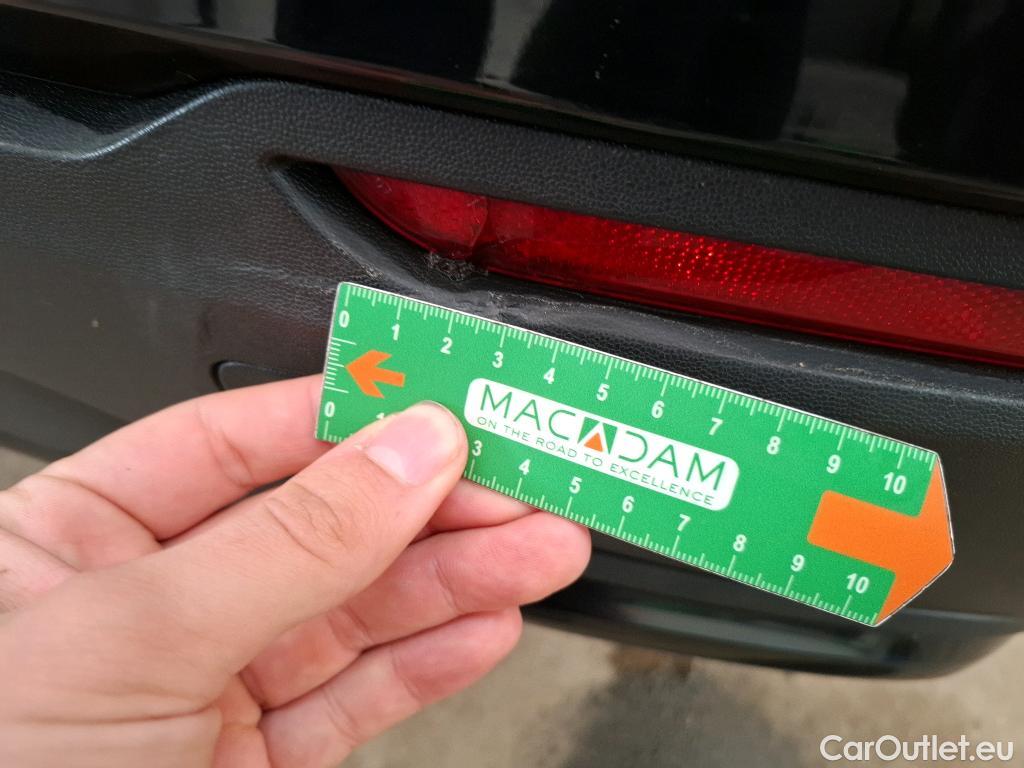 0 1 2 3 4 5 6 7 8 9 10
MACADAM
ON THE ROAD TO EXCELLENCE
0 1 3 4 5 6 7 8 9 10
CarOutlet.eu